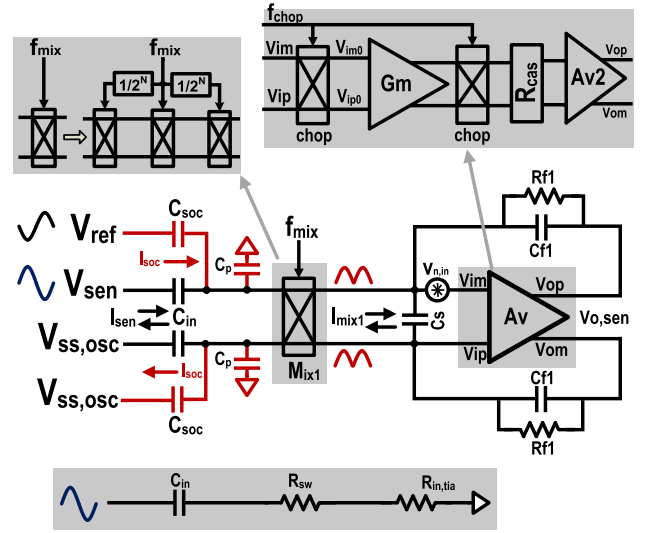 fchop
fmix fmix
Vim Vim0 Vop
1/2^N 1/2^N
Gm Rcas Av2
Vip Vip0 Vom
chop chop
Rf1
Csoc
Vref fmix Cf1
Isoc Cp Vn,in
Vsen Vim Vop
Isen Cin Imix1 Cs Av Vo,sen
Vss,osc Vip Vom
Isoc Cp Mix1 Cf1
Vss,osc
Csoc Rf1
Cin Rsw Rin,tia